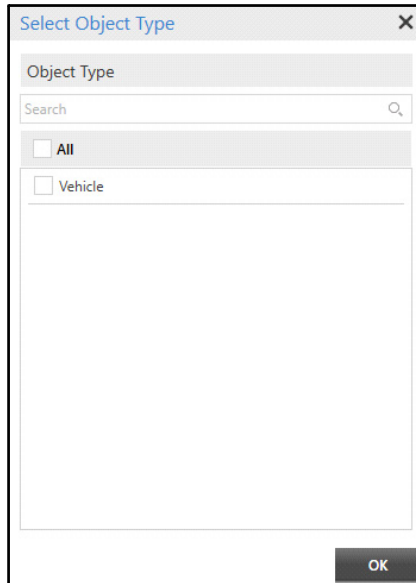 Select Object Type
Object Type
Search
All
Vehicle
OK